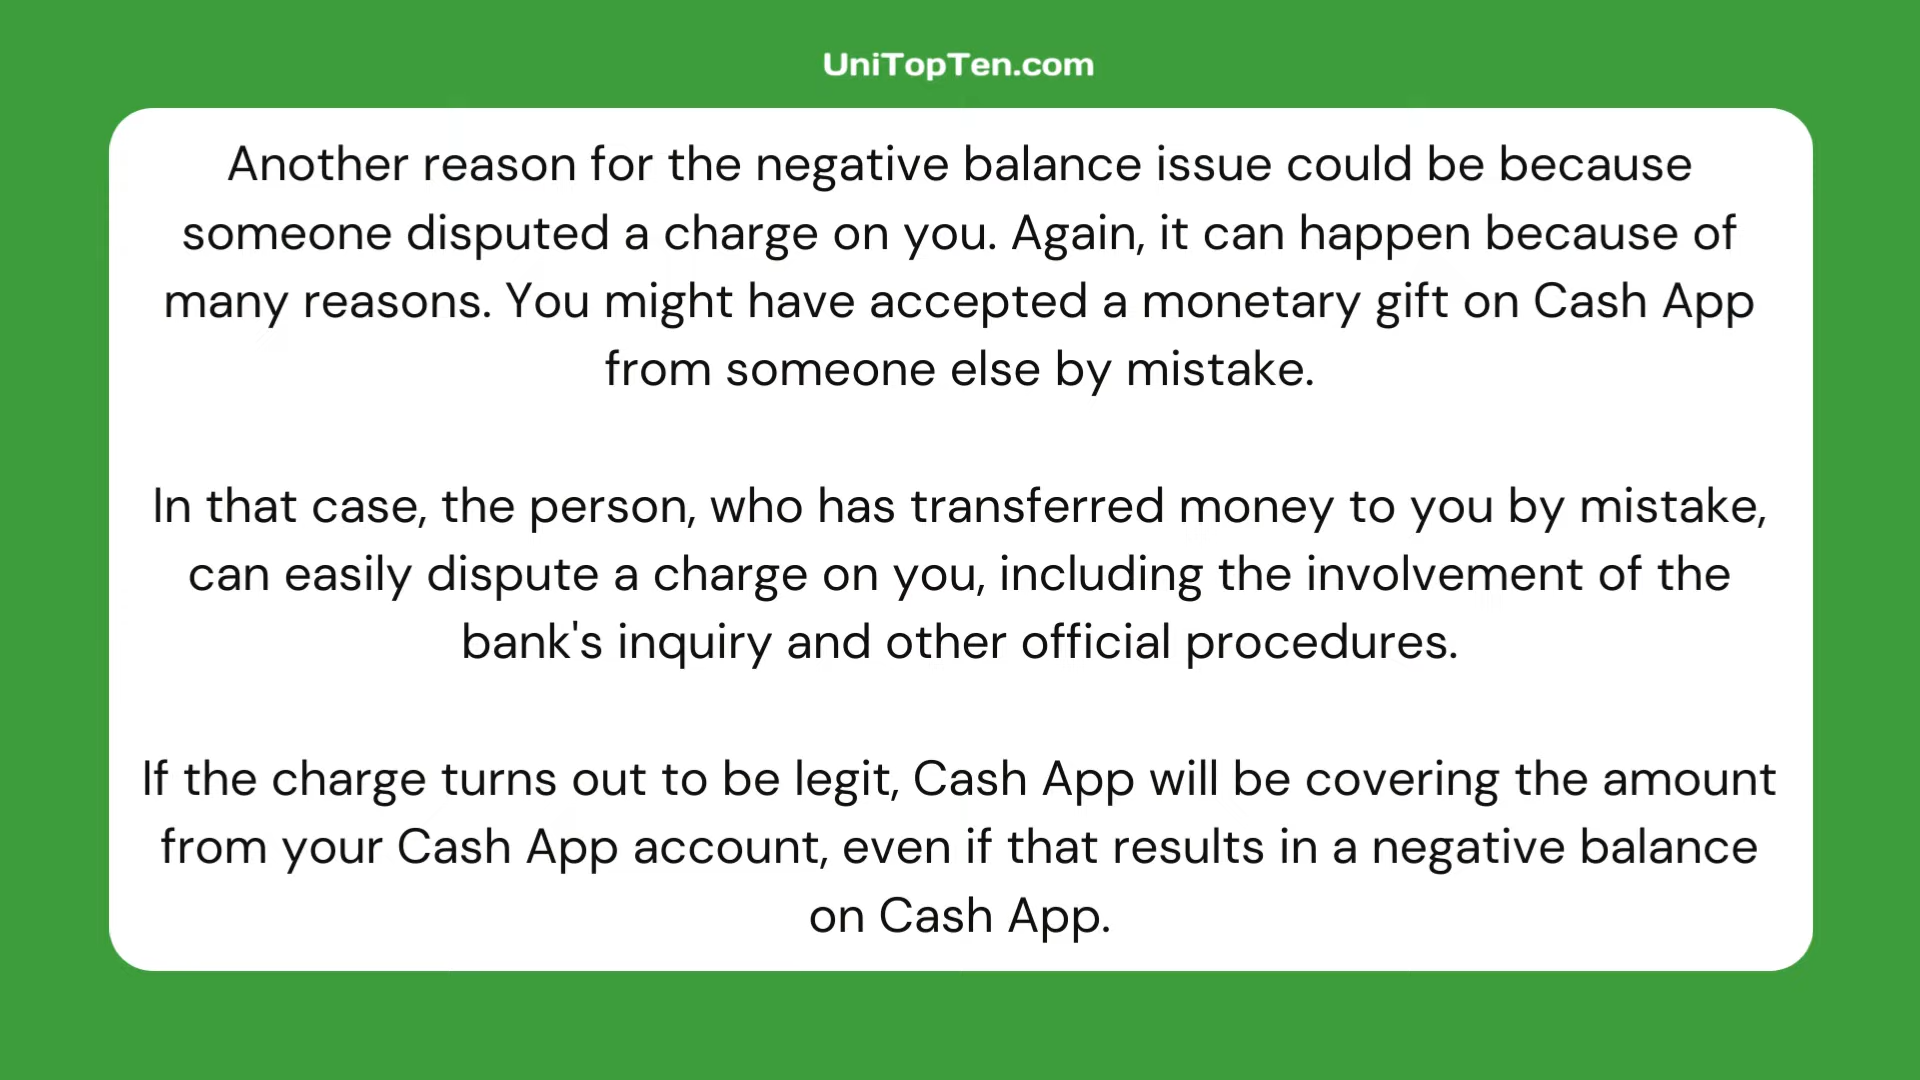 UniTopTen.com
Another reason for the negative balance issue could be because
someone disputed a charge on you. Again, it can happen because of
many reasons. You might have accepted a monetary gift on Cash App
from someone else by mistake.
In that case, the person, who has transferred money to you by mistake,
can easily dispute a charge on you, including the involvement of the
bank's inquiry and other official procedures.
If the charge turns out to be legit, Cash App will be covering the amount
from your Cash App account, even if that results in a negative balance
on Cash App.